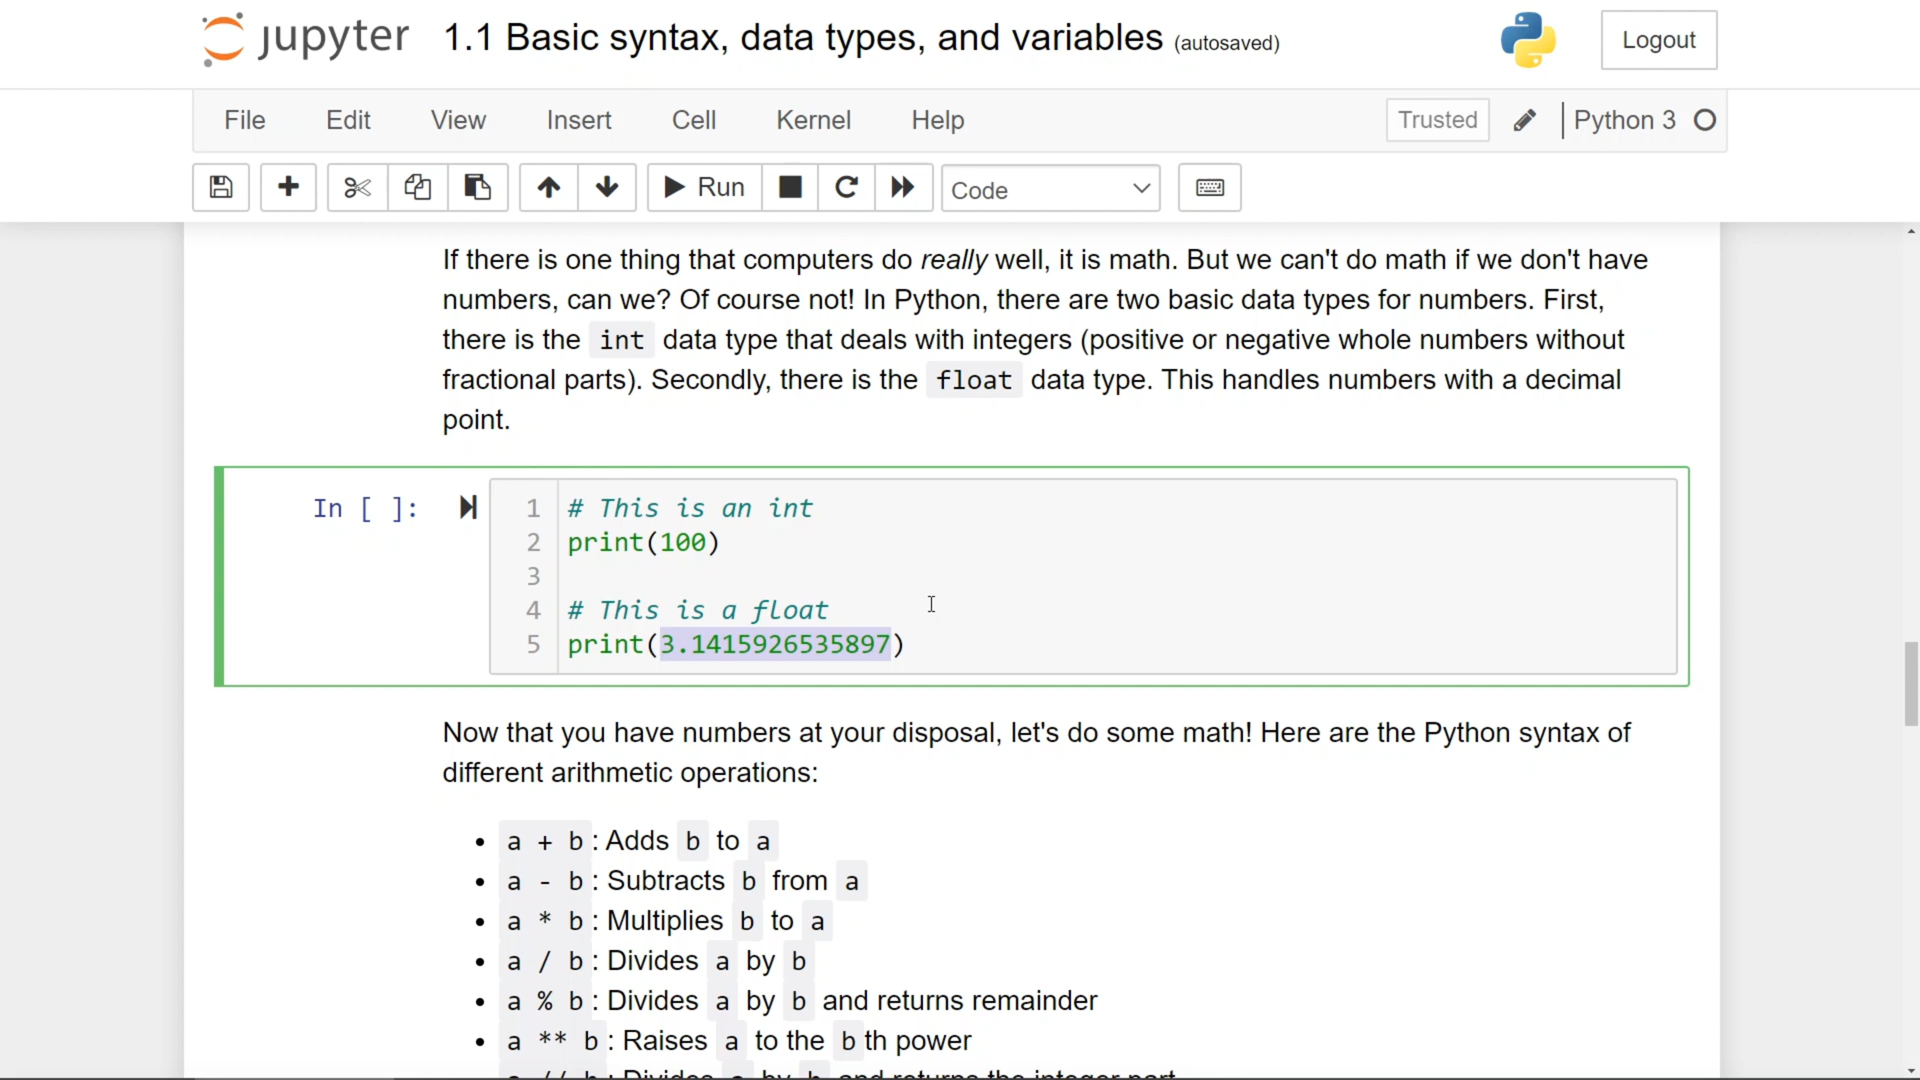 jupyter 1.1 Basic syntax, data types, and variables (autosaved) Logout
File Edit View Insert Cell Kernel Help Trusted Python 3
Run Code
If there is one thing that computers do really well, it is math. But we can't do math if we don't have
numbers, can we? Of course not! In Python, there are two basic data types for numbers. First,
there is the int data type that deals with integers (positive or negative whole numbers without
fractional parts). Secondly, there is the float data type. This handles numbers with a decimal
point.
In [ ]: 1 # This is an int
2 print(100)
3
4 # This is a float
5 print(3.1415926535897)
Now that you have numbers at your disposal, let's do some math! Here are the Python syntax of
different arithmetic operations:
• a + b : Adds b to a
• a - b : Subtracts b from a
• a * b : Multiplies b to a
• a / b : Divides a by b
• a % b : Divides a by b and returns remainder
• a ** b : Raises a to the b th power
a // b : Divides a by b and returns the integer part